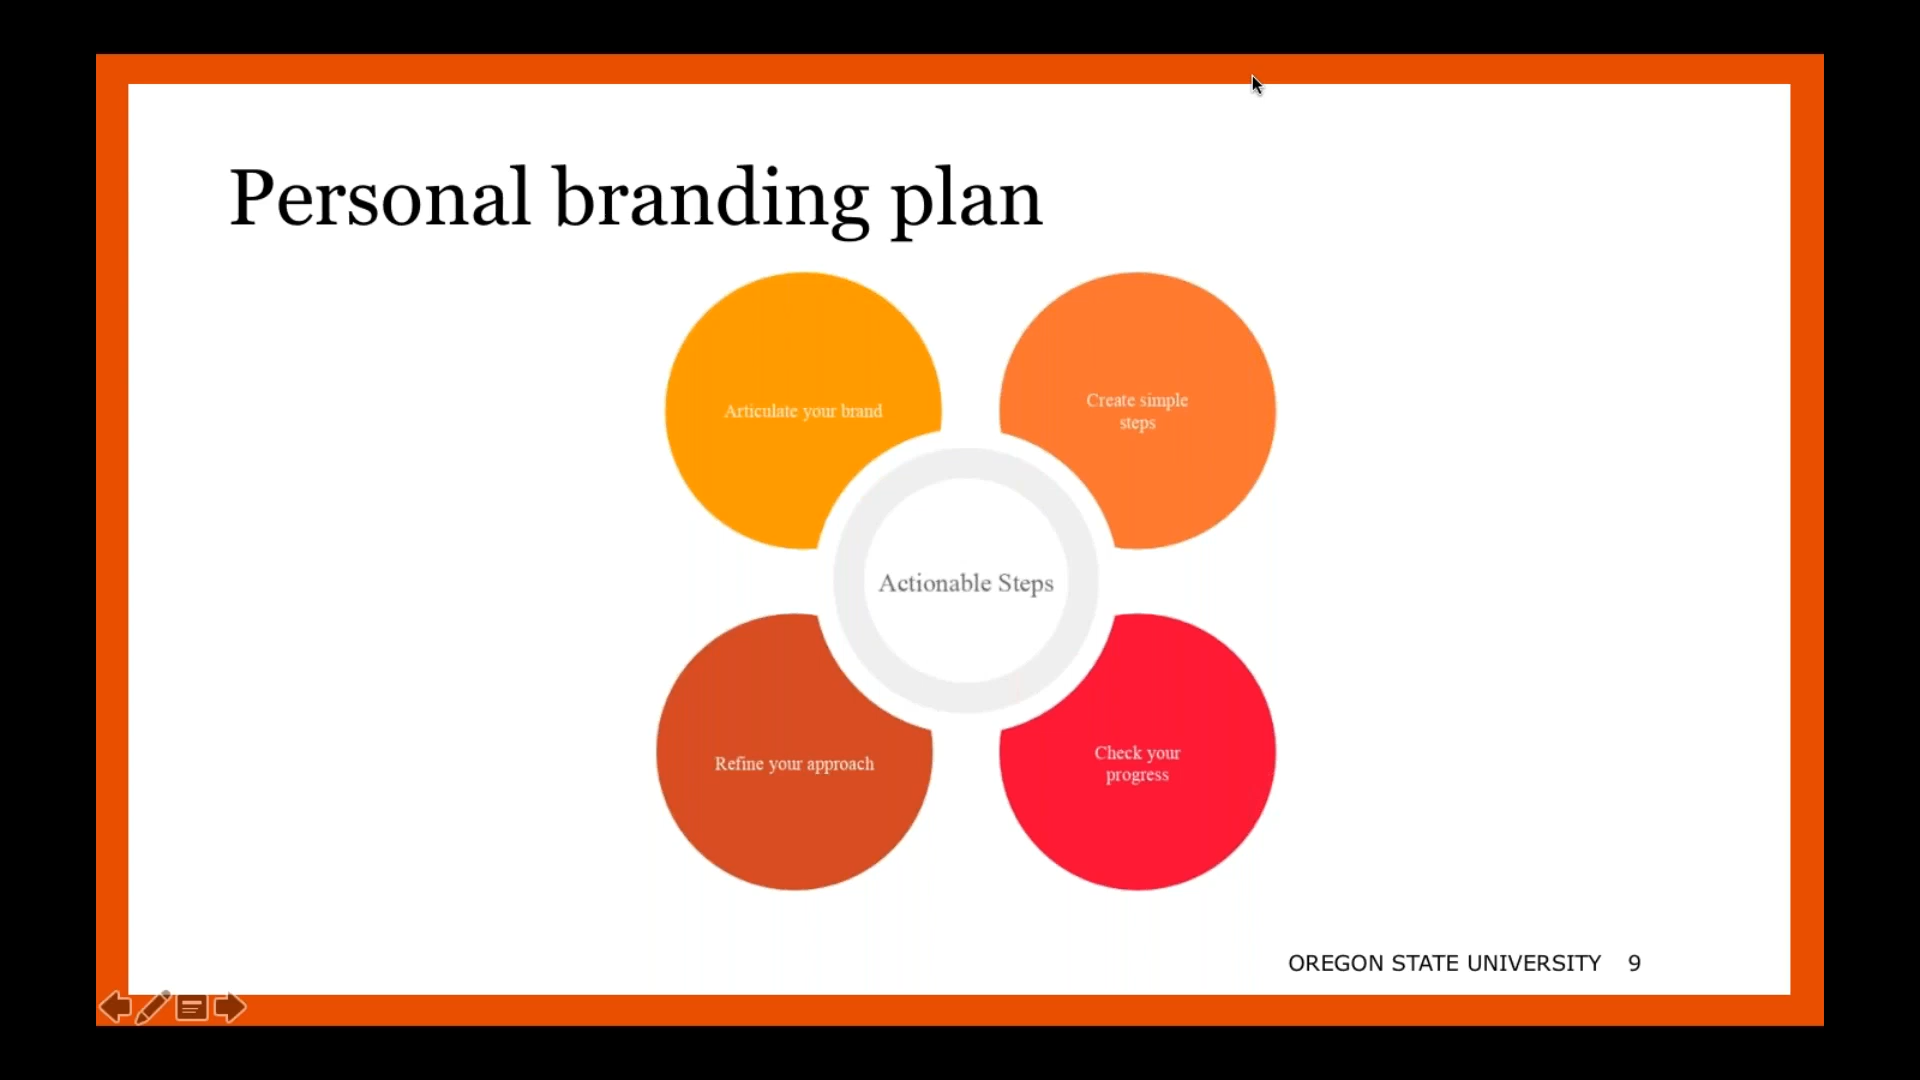 Personal branding plan
Articulate your brand
Create simple
steps
Actionable Steps
Refine your approach
Check your
progress
OREGON STATE UNIVERSITY 9